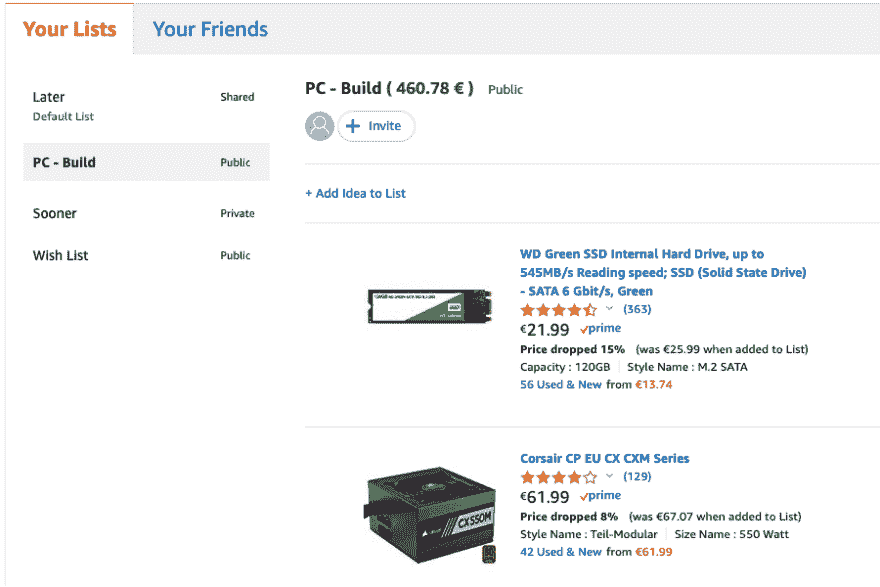 Your Lists
Your Friends
Later
Shared
Default List
PC - Build
Public
Sooner
Private
Wish List
Public
PC - Build ( 460.78 € ) Public
+ Invite
+ Add Idea to List
WD Green SSD Internal Hard Drive, up to
545MB/s Reading speed; SSD (Solid State Drive)
- SATA 6 Gbit/s, Green
(363)
€21.99 prime
Price dropped 15% (was €25.99 when added to List)
Capacity : 120GB Style Name : M.2 SATA
56 Used & New from €13.74
CX550M
Corsair CP EU CX CXM Series
(129)
€61.99 prime
Price dropped 8% (was €67.07 when added to List)
Style Name : Teil-Modular Size Name : 550 Watt
42 Used & New from €61.99